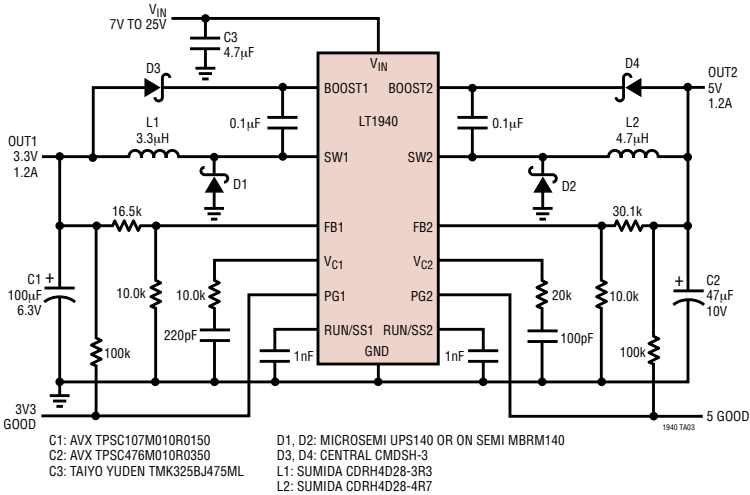 VIN
7V TO 25V
C3
4.7μF
VIN
D3
D4
OUT2
5V
1.2A
BOOST1
BOOST2
LT1940
0.1μF
0.1μF
L1
3.3μH
L2
4.7μH
OUT1
3.3V
1.2A
SW1
SW2
D1
D2
16.5k
30.1k
FB1
FB2
VC1
VC2
C1
100μF
6.3V
+
10.0k
10.0k
20k
10.0k
+
C2
47μF
10V
PG1
PG2
220pF
100pF
RUN/SS1
RUN/SS2
100k
1nF
GND
1nF
100k
3V3
GOOD
5 GOOD
1940 TA03
C1: AVX TPSC107M010R0150
C2: AVX TPSC476M010R0350
C3: TAIYO YUDEN TMK325BJ475ML
D1, D2: MICROSEMI UPS140 OR ON SEMI MBRM140
D3, D4: CENTRAL CMDSH-3
L1: SUMIDA CDRH4D28-3R3
L2: SUMIDA CDRH4D28-4R7